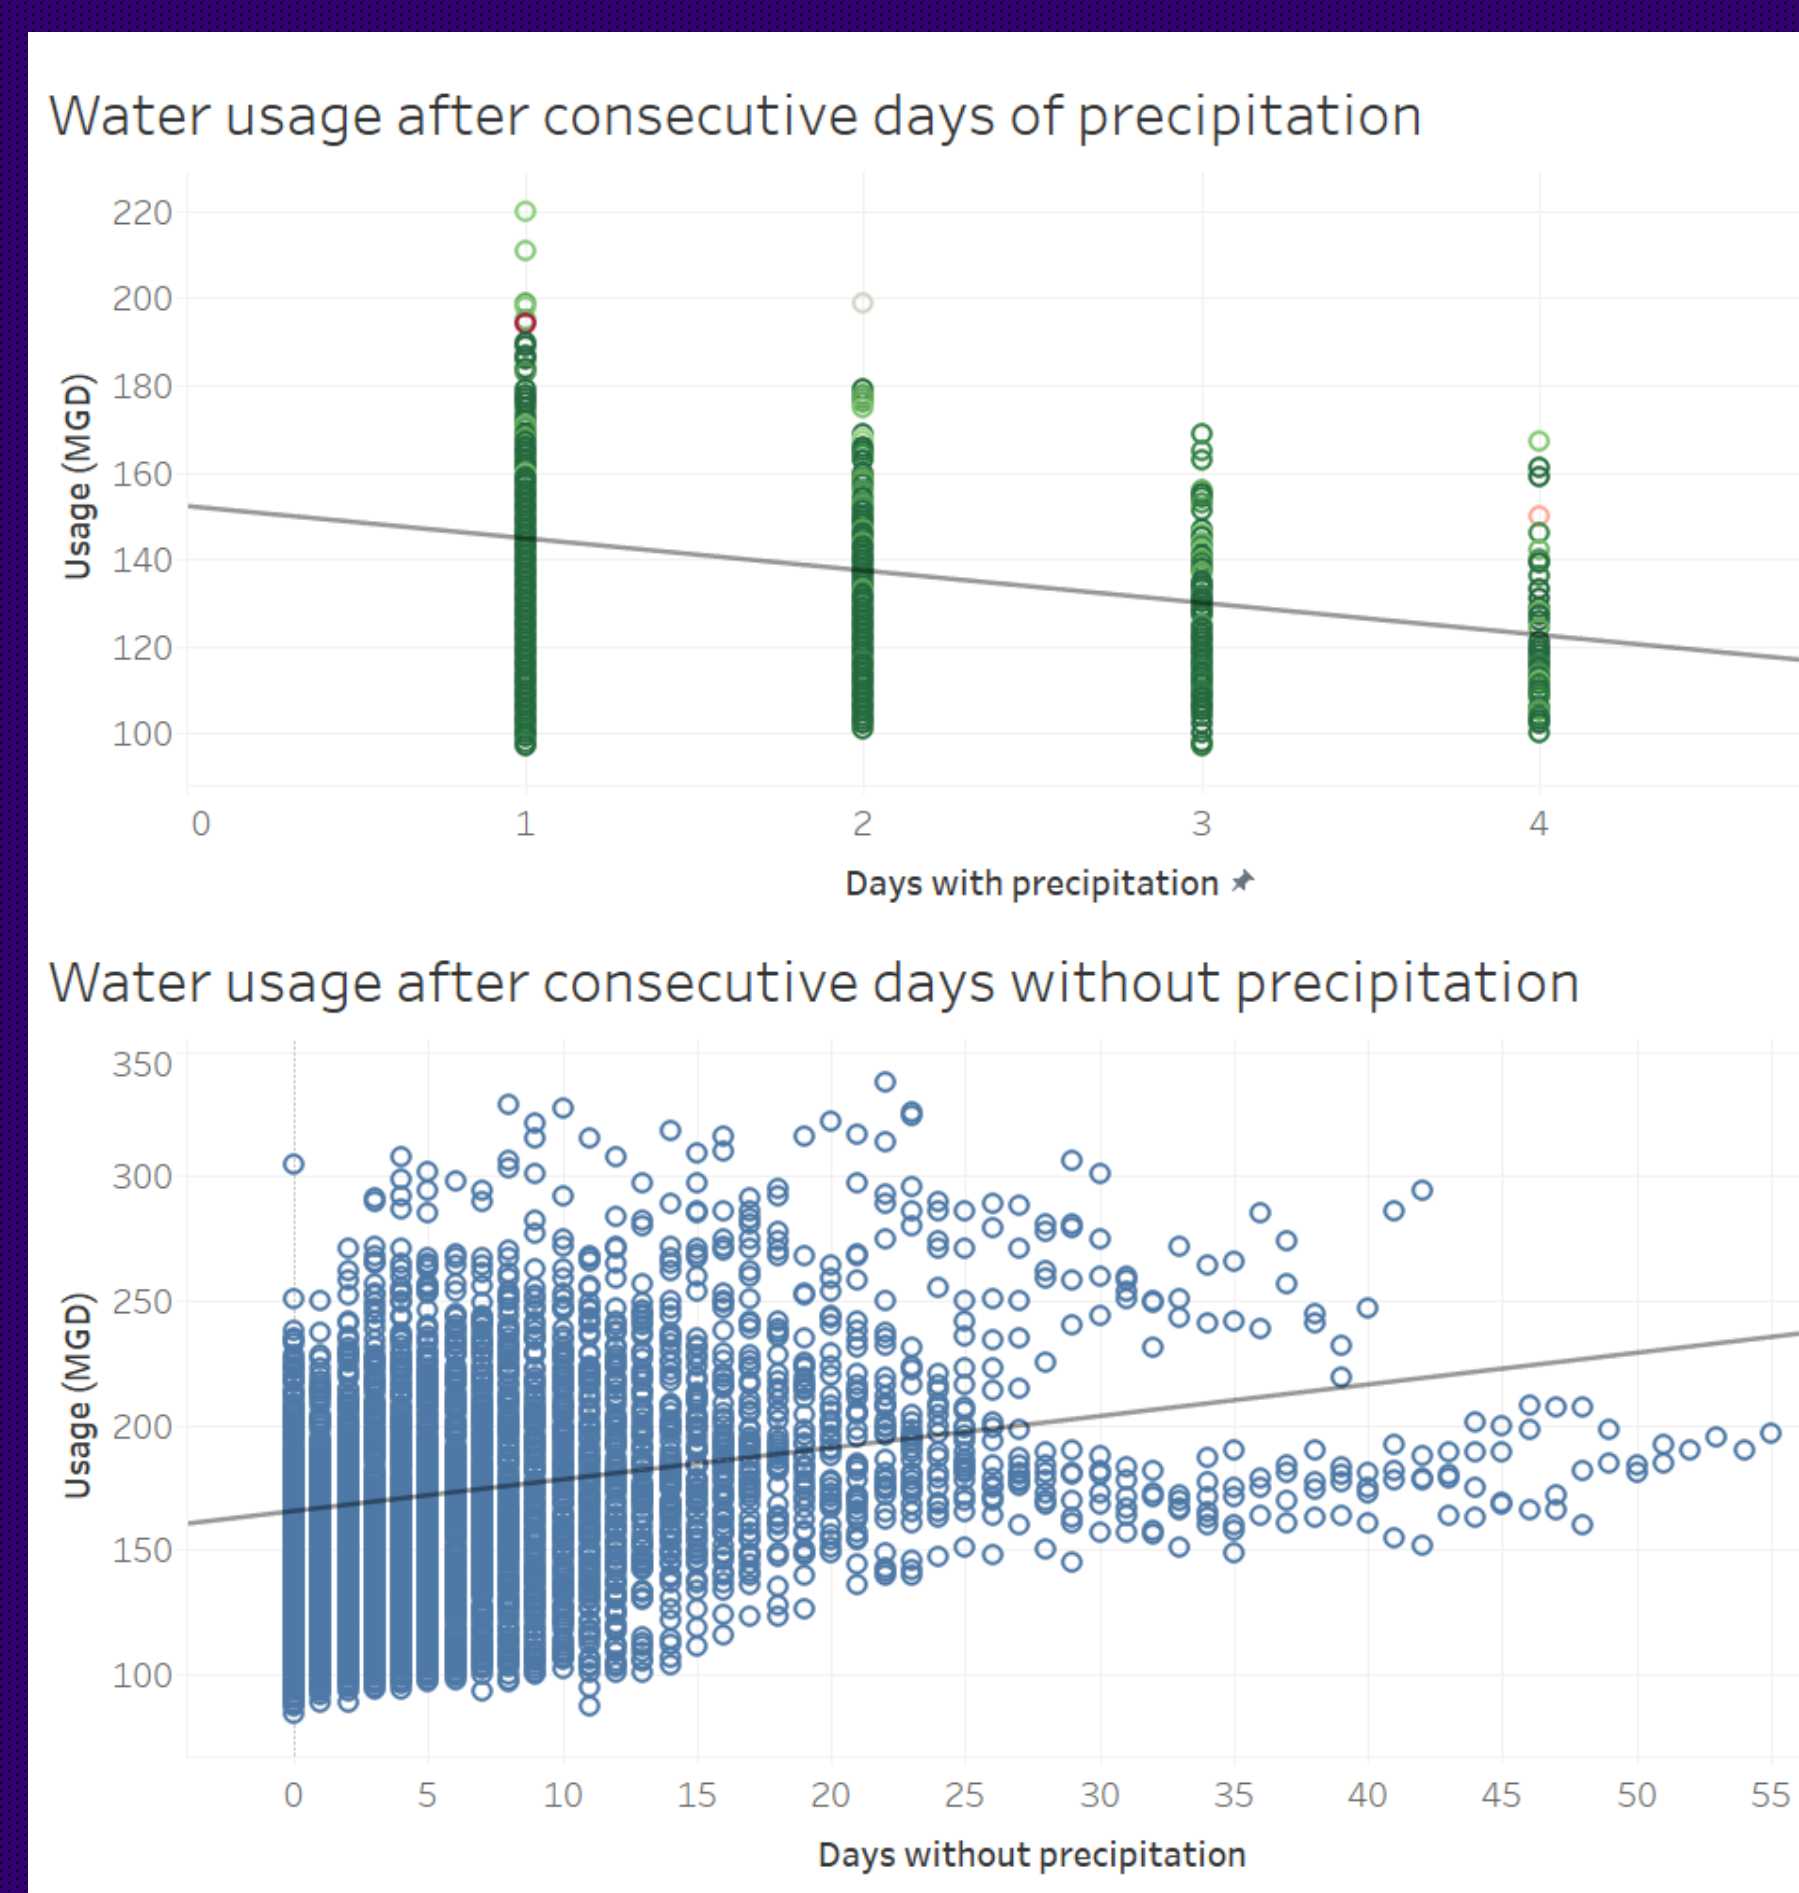 Water usage after consecutive days of precipitation
220
200
180
160
140
120
100
Usage (MGD)
0 1 2 3 4
Days with precipitation
Water usage after consecutive days without precipitation
350
300
250
200
150
100
Usage (MGD)
0 5 10 15 20 25 30 35 40 45 50 55
Days without precipitation